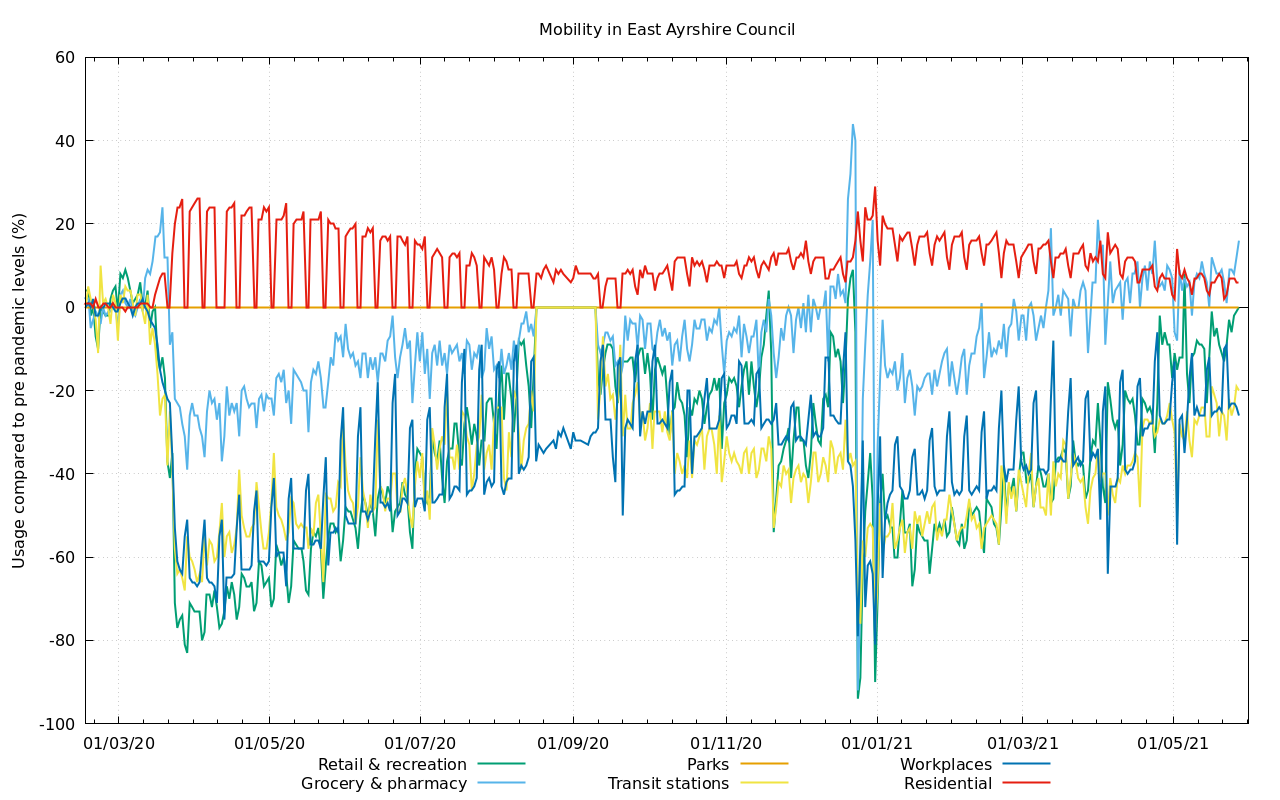 Mobility in East Ayrshire Council
Usage compared to pre pandemic levels (%)
60
40
20
0
-20
-40
-60
-80
-100
01/03/20 01/05/20 01/07/20 01/09/20 01/11/20 01/01/21 01/03/21 01/05/21
Retail & recreation Parks Workplaces
Grocery & pharmacy Transit stations Residential